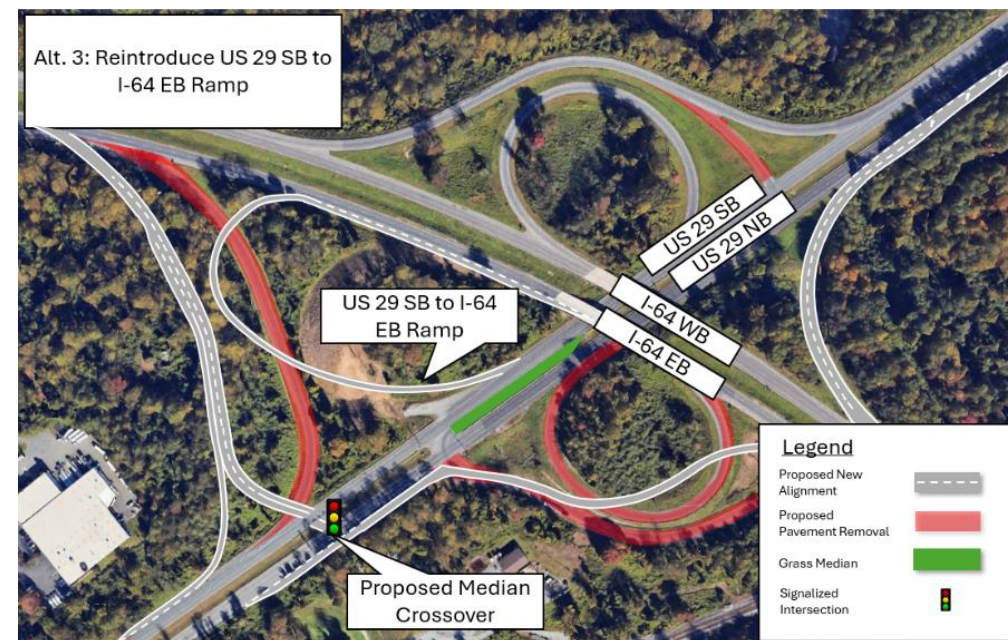 Alt. 3: Reintroduce US 29 SB to
I-64 EB Ramp
US 29 SB
US 29 NB
US 29 SB to I-64
EB Ramp
I-64 WB
I-64 EB
Proposed Median
Crossover
Legend
Proposed New
Alignment
Proposed
Pavement Removal
Grass Median
Signalized
Intersection